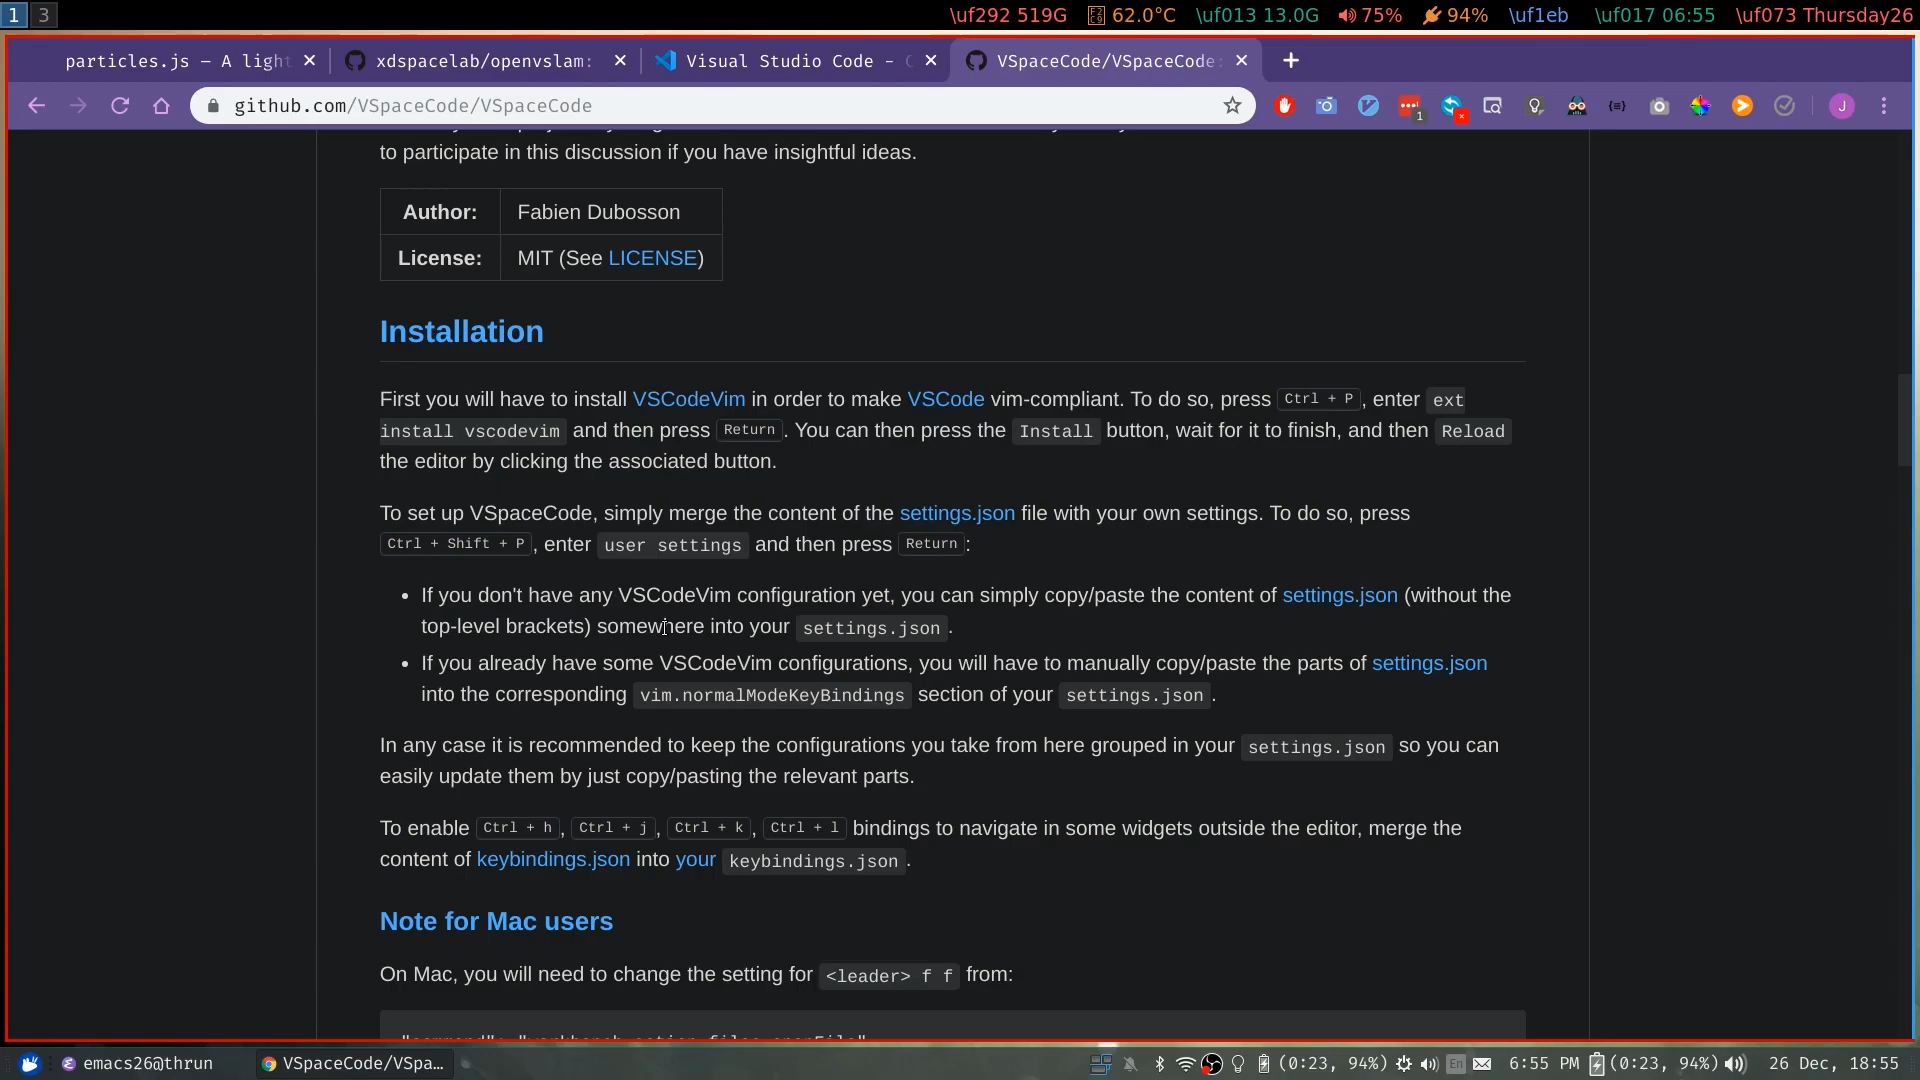 1 3 \uf292 519G F2C9 62.0°C \uf013 13.0G 75% 94% \uf1eb \uf017 06:55 \uf073 Thursday26
particles.js – A light xdspacelab/openvslam: Visual Studio Code - C VSpaceCode/VSpaceCode:
github.com/VSpaceCode/VSpaceCode 1 J
to participate in this discussion if you have insightful ideas.
Author: Fabien Dubosson
License: MIT (See LICENSE)
Installation
First you will have to install VSCodeVim in order to make VSCode vim-compliant. To do so, press Ctrl + P, enter ext
install vscodevim and then press Return. You can then press the Install button, wait for it to finish, and then Reload
the editor by clicking the associated button.
To set up VSpaceCode, simply merge the content of the settings.json file with your own settings. To do so, press
Ctrl + Shift + P, enter user settings and then press Return:
• If you don't have any VSCodeVim configuration yet, you can simply copy/paste the content of settings.json (without the
top-level brackets) somewhere into your settings.json.
• If you already have some VSCodeVim configurations, you will have to manually copy/paste the parts of settings.json
into the corresponding vim.normalModeKeyBindings section of your settings.json.
In any case it is recommended to keep the configurations you take from here grouped in your settings.json so you can
easily update them by just copy/pasting the relevant parts.
To enable Ctrl + h, Ctrl + j, Ctrl + k, Ctrl + l bindings to navigate in some widgets outside the editor, merge the
content of keybindings.json into your keybindings.json.
Note for Mac users
On Mac, you will need to change the setting for <leader> f f from:
emacs26@thrun VSpaceCode/VSpa... (0:23, 94%) En 6:55 PM (0:23, 94%) 26 Dec, 18:55